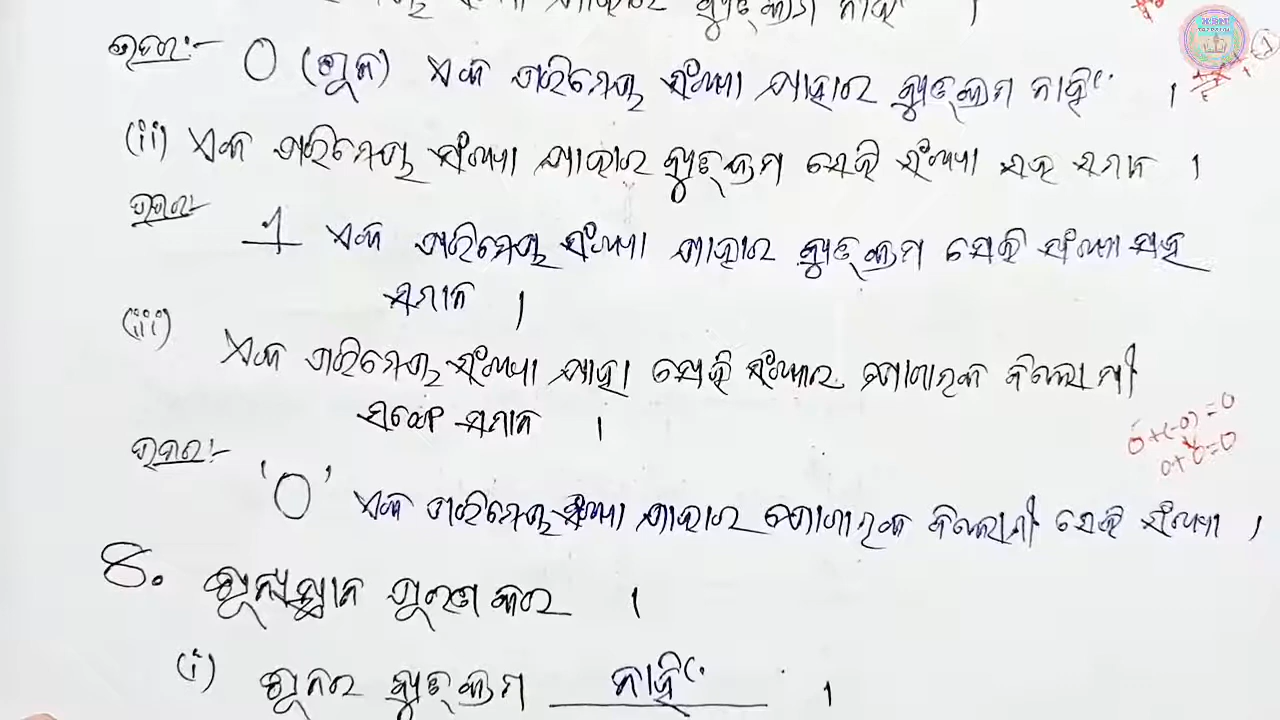 ଉତ୍ତର:- 0 (ଶୂନ) ଏକ ପରିମେୟ ସଂଖ୍ୟା ଯାହାର ବ୍ୟୁତ୍କ୍ରମ ନାହିଁ ।
(ii) ଏକ ପରିମେୟ ସଂଖ୍ୟା ଯାହାର ବ୍ୟୁତ୍କ୍ରମ ସେହି ସଂଖ୍ୟା ସହ ସମାନ ।
ଉତ୍ତର:-
1 ଏକ ପରିମେୟ ସଂଖ୍ୟା ଯାହାର ବ୍ୟୁତ୍କ୍ରମ ସେହି ସଂଖ୍ୟା ସହ
ସମାନ ।
(iii)
ଏକ ପରିମେୟ ସଂଖ୍ୟା ଯାହା ସେହି ସଂଖ୍ୟାର ଯୋଗାତ୍ମକ ବିଲୋମୀ
ସହ ସମାନ ।
0+(-0)=0
0+0=0
ଉତ୍ତର:-
'0' ଏକ ପରିମେୟ ସଂଖ୍ୟା ଯାହାର ଯୋଗାତ୍ମକ ବିଲୋମୀ ସେହି ସଂଖ୍ୟା ।
8. ଶୂନ୍ୟସ୍ଥାନ ପୂରଣ କର ।
(i) ଶୂନର ବ୍ୟୁତ୍କ୍ରମ ନାହିଁ ।